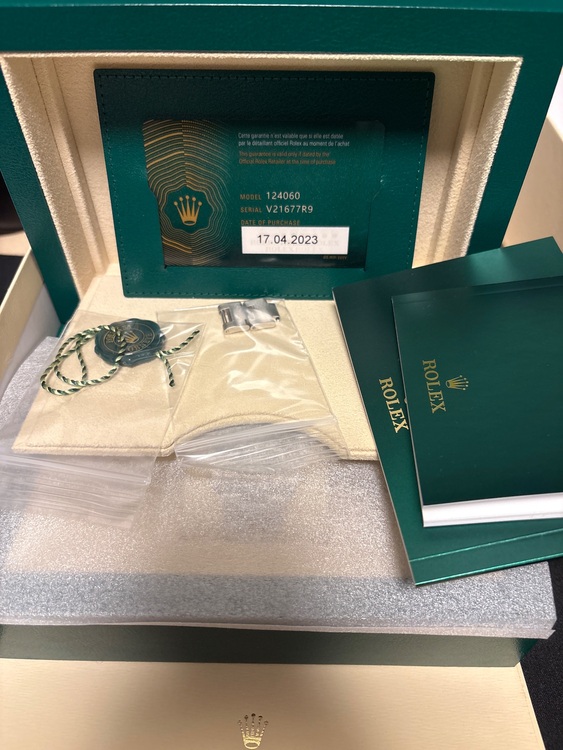 Cette garantie n'est valable que si elle est datée
par le détaillant officiel Rolex au moment de l'achat
This guarantee is valid only if dated by the
Official Rolex Retailer at the time of purchase
MODEL 124060
SERIAL V21677R9
DATE OF PURCHASE
17.04.2023
ROLEX
ROLEX